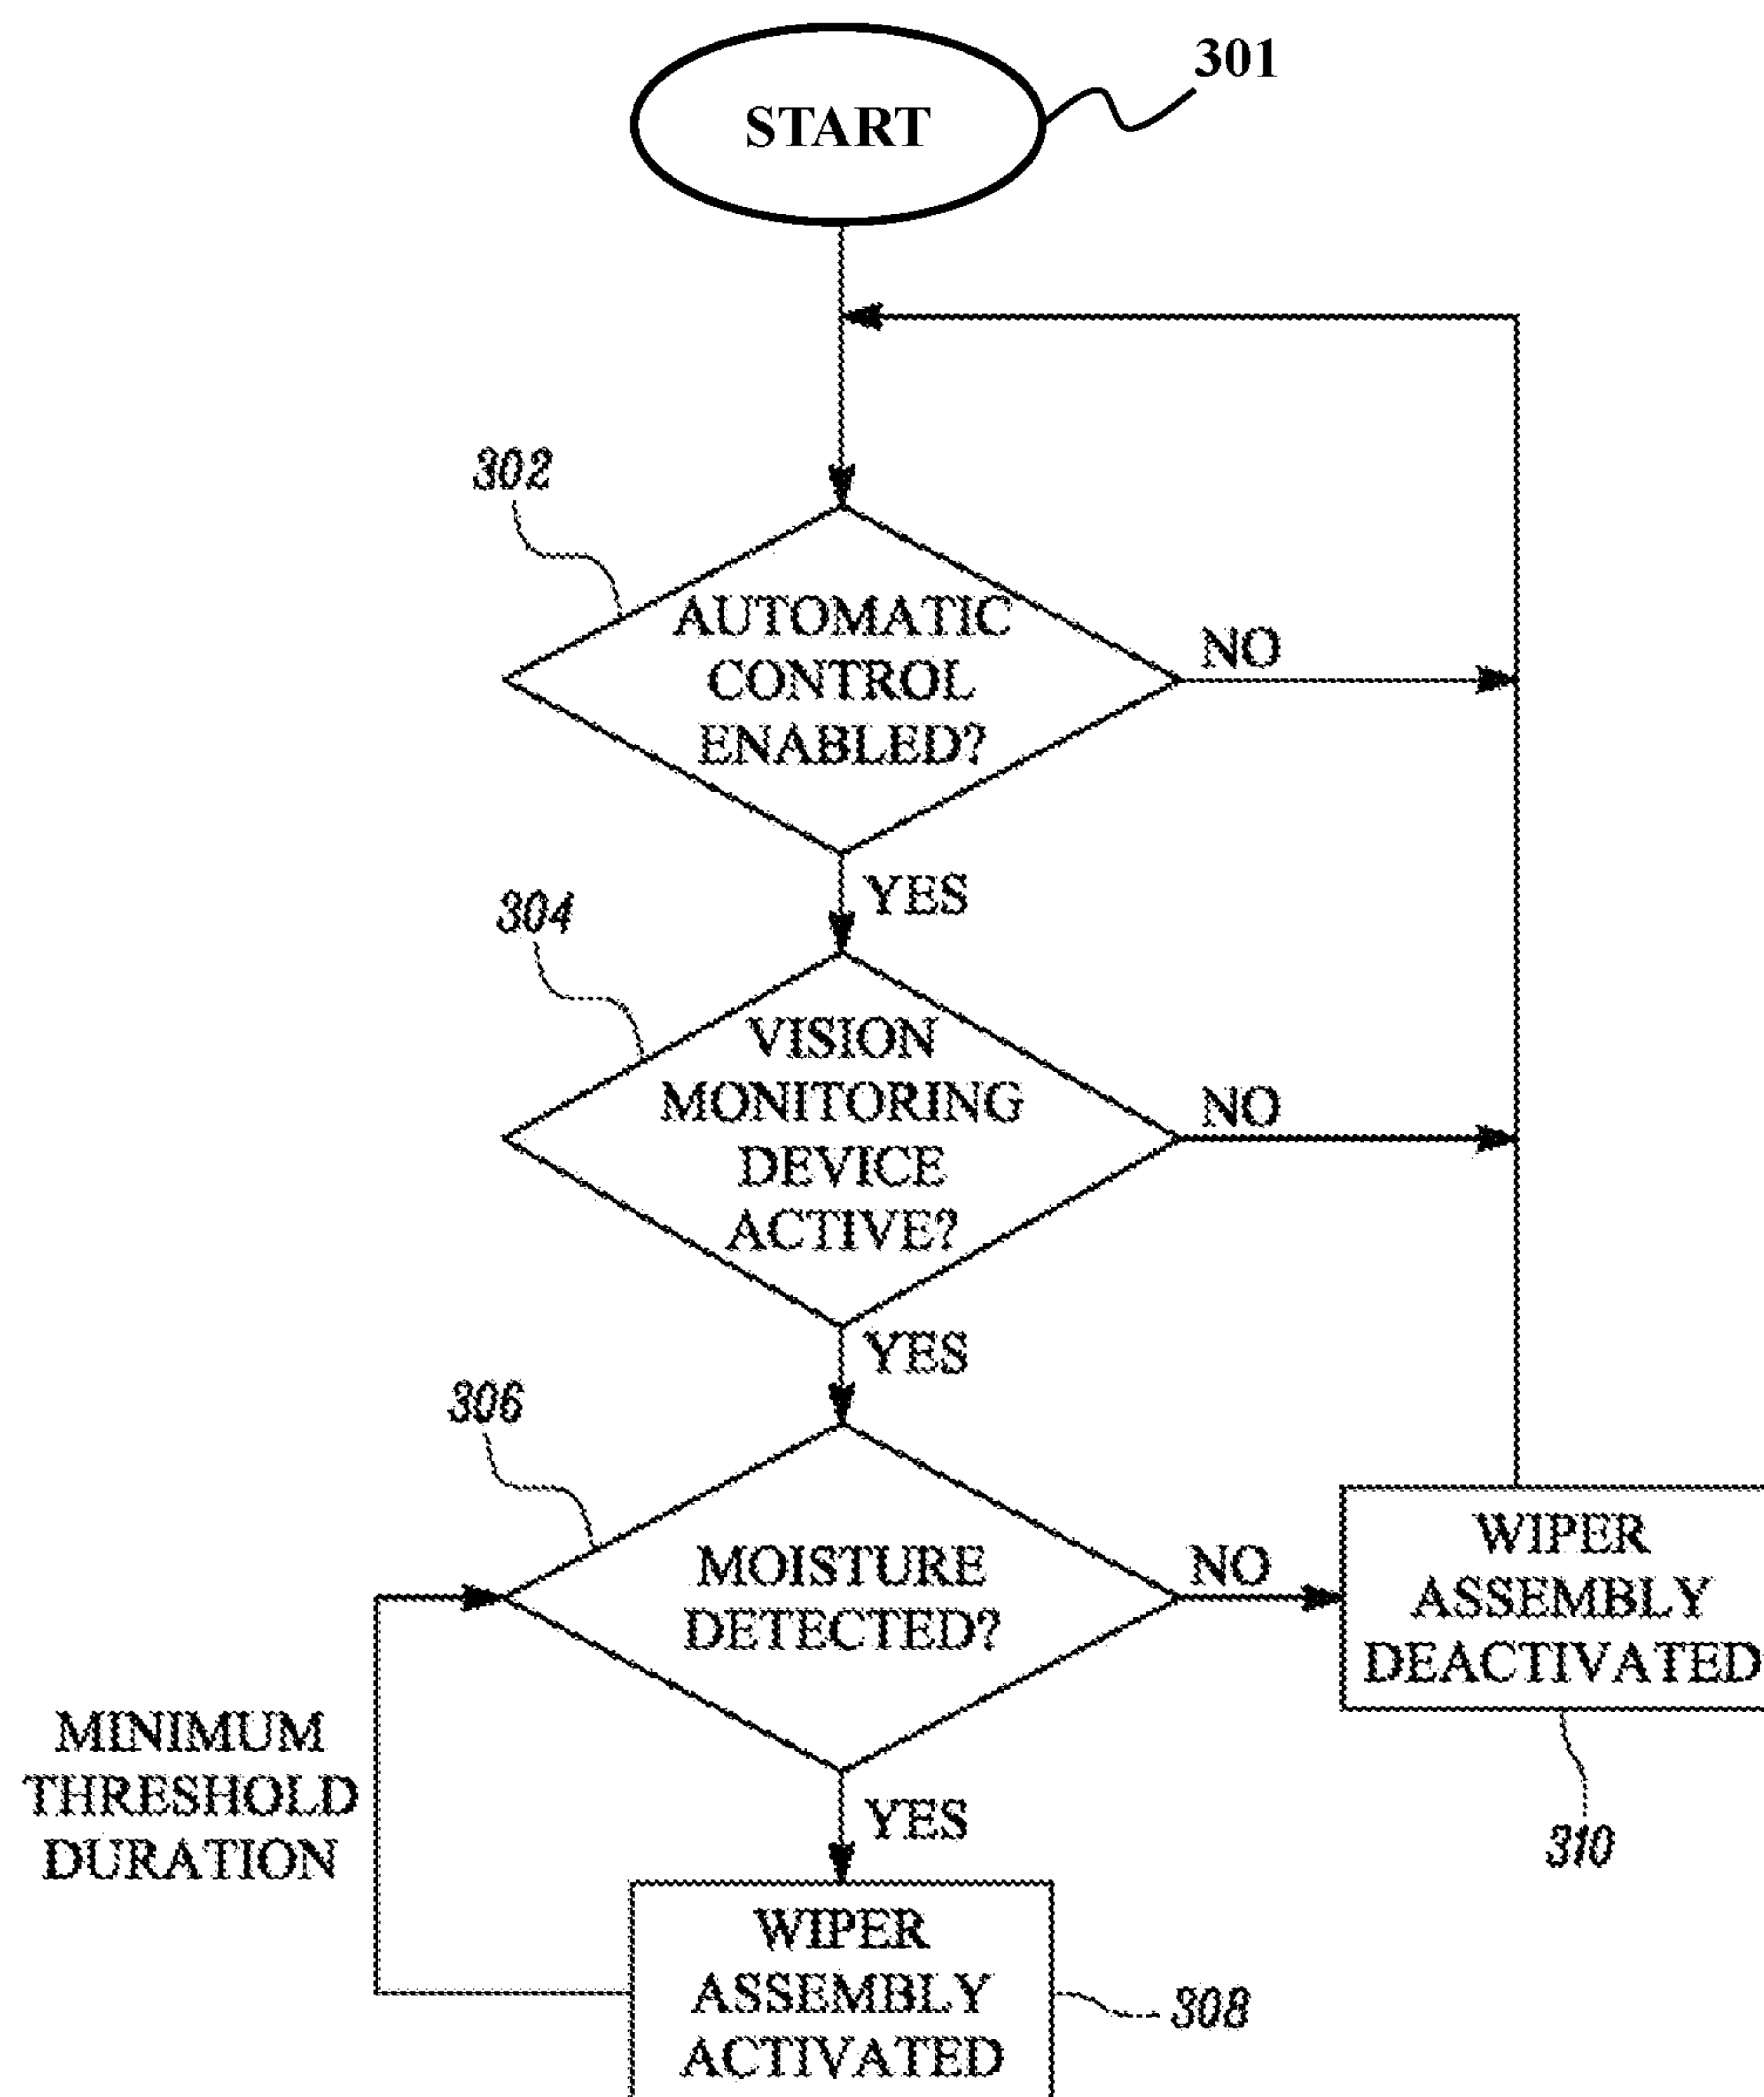 301
START
302
AUTOMATIC
CONTROL
ENABLED?
NO
YES
304
VISION
MONITORING
DEVICE
ACTIVE?
NO
YES
306
MOISTURE
DETECTED?
NO
WIPER
ASSEMBLY
DEACTIVATED
310
MINIMUM
THRESHOLD
DURATION
YES
WIPER
ASSEMBLY
ACTIVATED
308